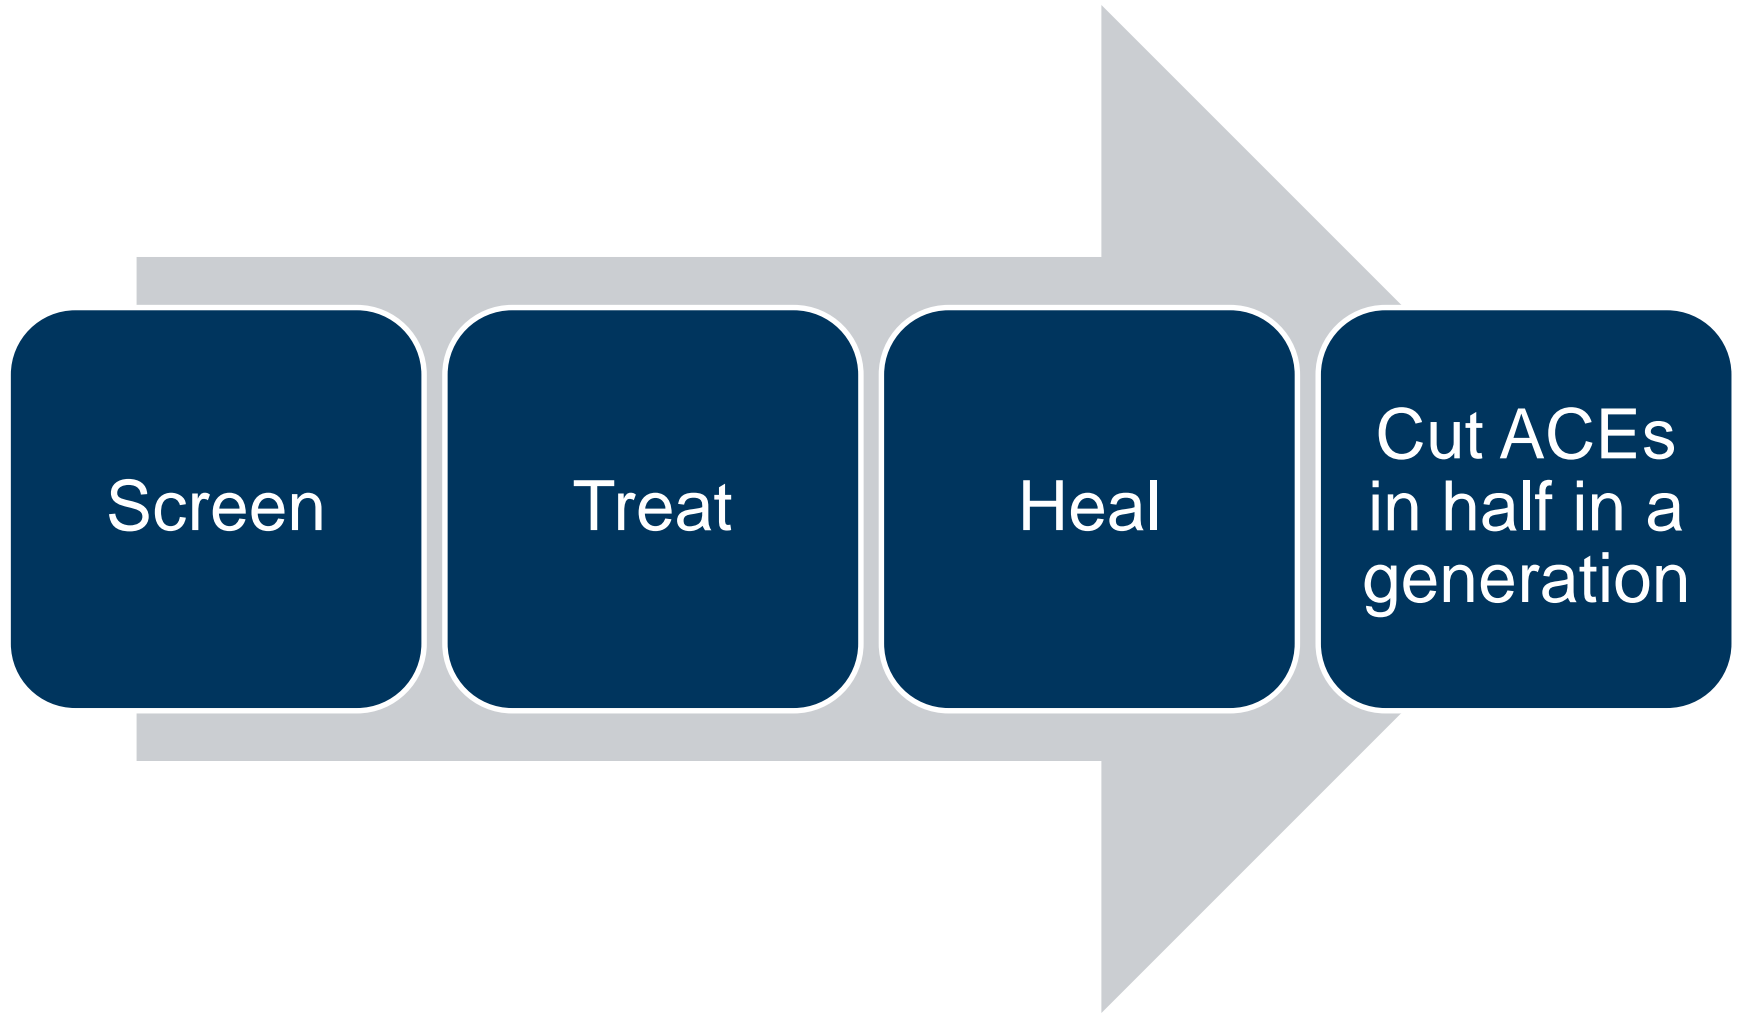 Screen
Treat
Heal
Cut ACEs
in half in a
generation